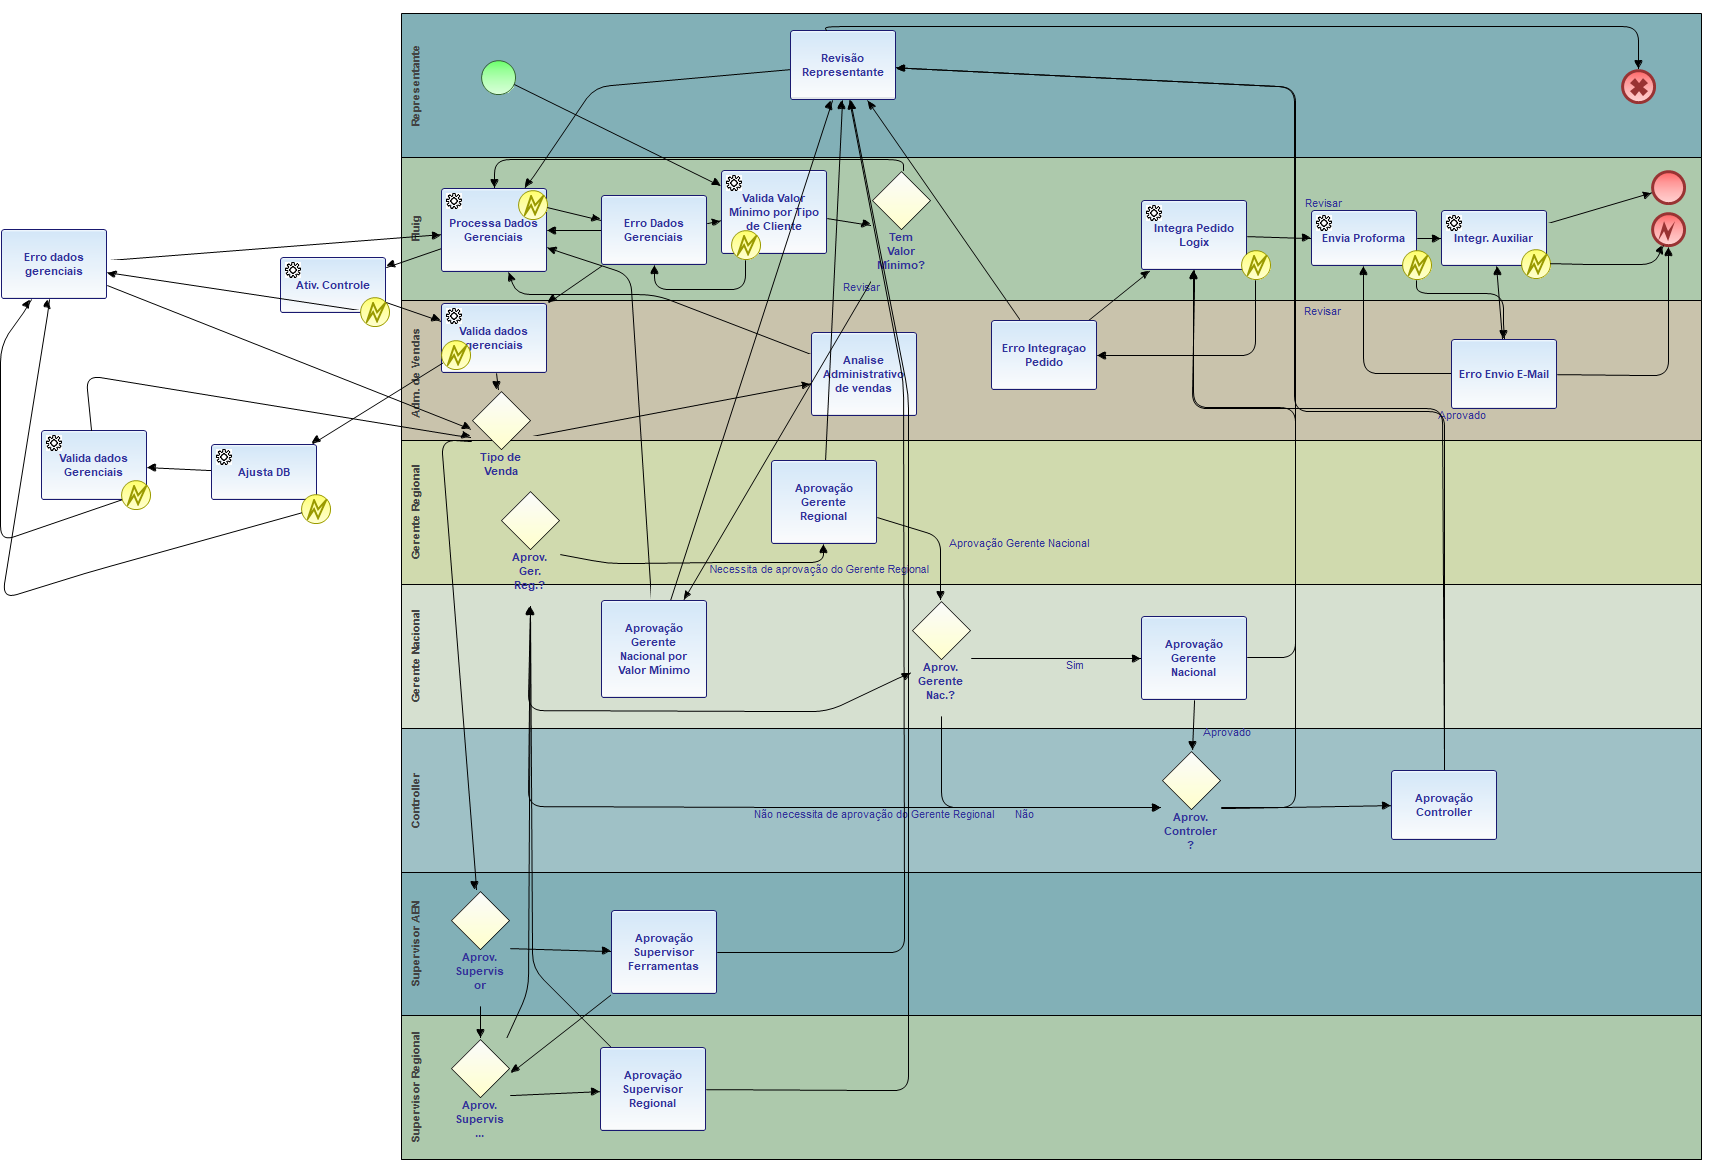 Representante
Revisão
Representante
Fluig
Processa Dados
Gerenciais
Erro Dados
Gerenciais
Valida Valor
Minimo por Tipo
de Cliente
Tem
Valor
Minimo?
Revisar
Integra Pedido
Logix
Revisar
Envia Proforma
Integr. Auxiliar
Erro dados
gerenciais
Ativ. Controle
Adm. de Vendas
Valida dados
gerenciais
Analise
Administrativo
de vendas
Erro Integraçao
Pedido
Revisar
Erro Envio E-Mail
Aprovado
Tipo de
Venda
Valida dados
Gerenciais
Ajusta DB
Gerente Regional
Aprovação
Gerente
Regional
Aprov.
Ger.
Reg.?
Necessita de aprovação do Gerente Regional
Aprovação Gerente Nacional
Gerente Nacional
Aprovação
Gerente
Nacional por
Valor Minimo
Aprov.
Gerente
Nac.?
Sim
Aprovação
Gerente
Nacional
Aprovado
Controller
Não necessita de aprovação do Gerente Regional
Não
Aprov.
Controler
?
Aprovação
Controller
Supervisor AEN
Aprov.
Supervis
or
Aprovação
Supervisor
Ferramentas
Supervisor Regional
Aprov.
Supervis
...
Aprovação
Supervisor
Regional